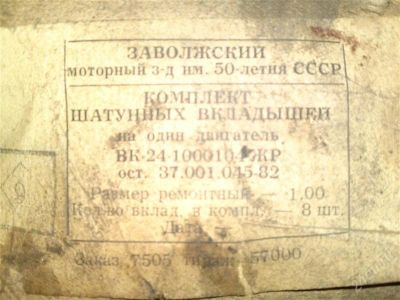 ЗАВОЛЖСКИЙ
моторный з-д им. 50-летия СССР
КОМПЛЕКТ
ШАТУННЫХ ВКЛАДЫШЕЙ
на один двигатель
ост. 37.001.045-82
Размер ремонтный — 1,00
Кол-во вклад. в компл. — 8 шт.
Дата
Заказ 7505 тираж 57000